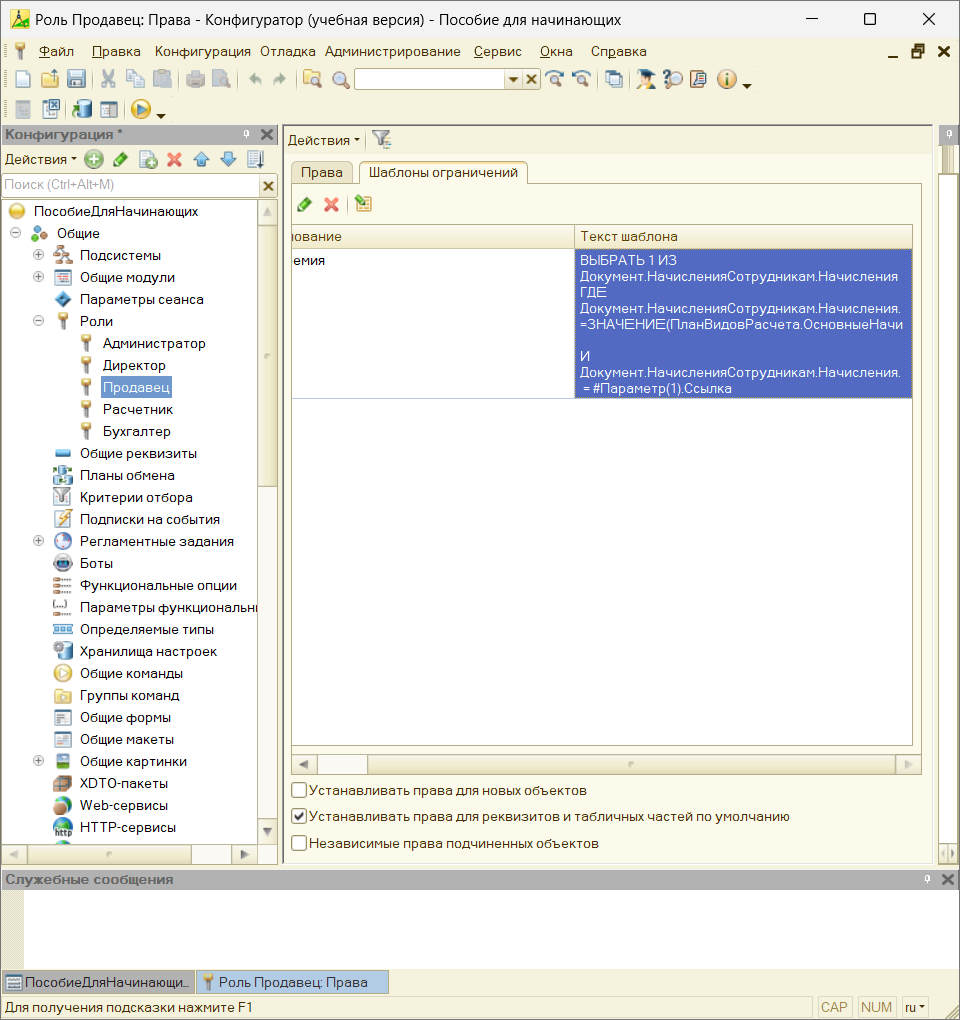 Роль Продавец: Права - Конфигуратор (учебная версия) - Пособие для начинающих
Файл Правка Конфигурация Отладка Администрирование Сервис Окна Справка
Конфигурация *
Действия
Поиск (Ctrl+Alt+M)
ПособиеДляНачинающих
Общие
Подсистемы
Общие модули
Параметры сеанса
Роли
Администратор
Директор
Продавец
Расчетник
Бухгалтер
Общие реквизиты
Планы обмена
Критерии отбора
Подписки на события
Регламентные задания
Боты
Функциональные опции
Параметры функциональн
Определяемые типы
Хранилища настроек
Общие команды
Группы команд
Общие формы
Общие макеты
Общие картинки
XDTO-пакеты
Web-сервисы
HTTP-сервисы
Действия
Права Шаблоны ограничений
нование Текст шаблона
емия
ВЫБРАТЬ 1 ИЗ
Документ.НачисленияСотрудникам.Начисления
ГДЕ
Документ.НачисленияСотрудникам.Начисления.
=ЗНАЧЕНИЕ(ПланВидовРасчета.ОсновныеНачи
И
Документ.НачисленияСотрудникам.Начисления.
= #Параметр(1).Ссылка
Устанавливать права для новых объектов
Устанавливать права для реквизитов и табличных частей по умолчанию
Независимые права подчиненных объектов
Служебные сообщения
ПособиеДляНачинающи... Роль Продавец: Права
Для получения подсказки нажмите F1 CAP NUM ru